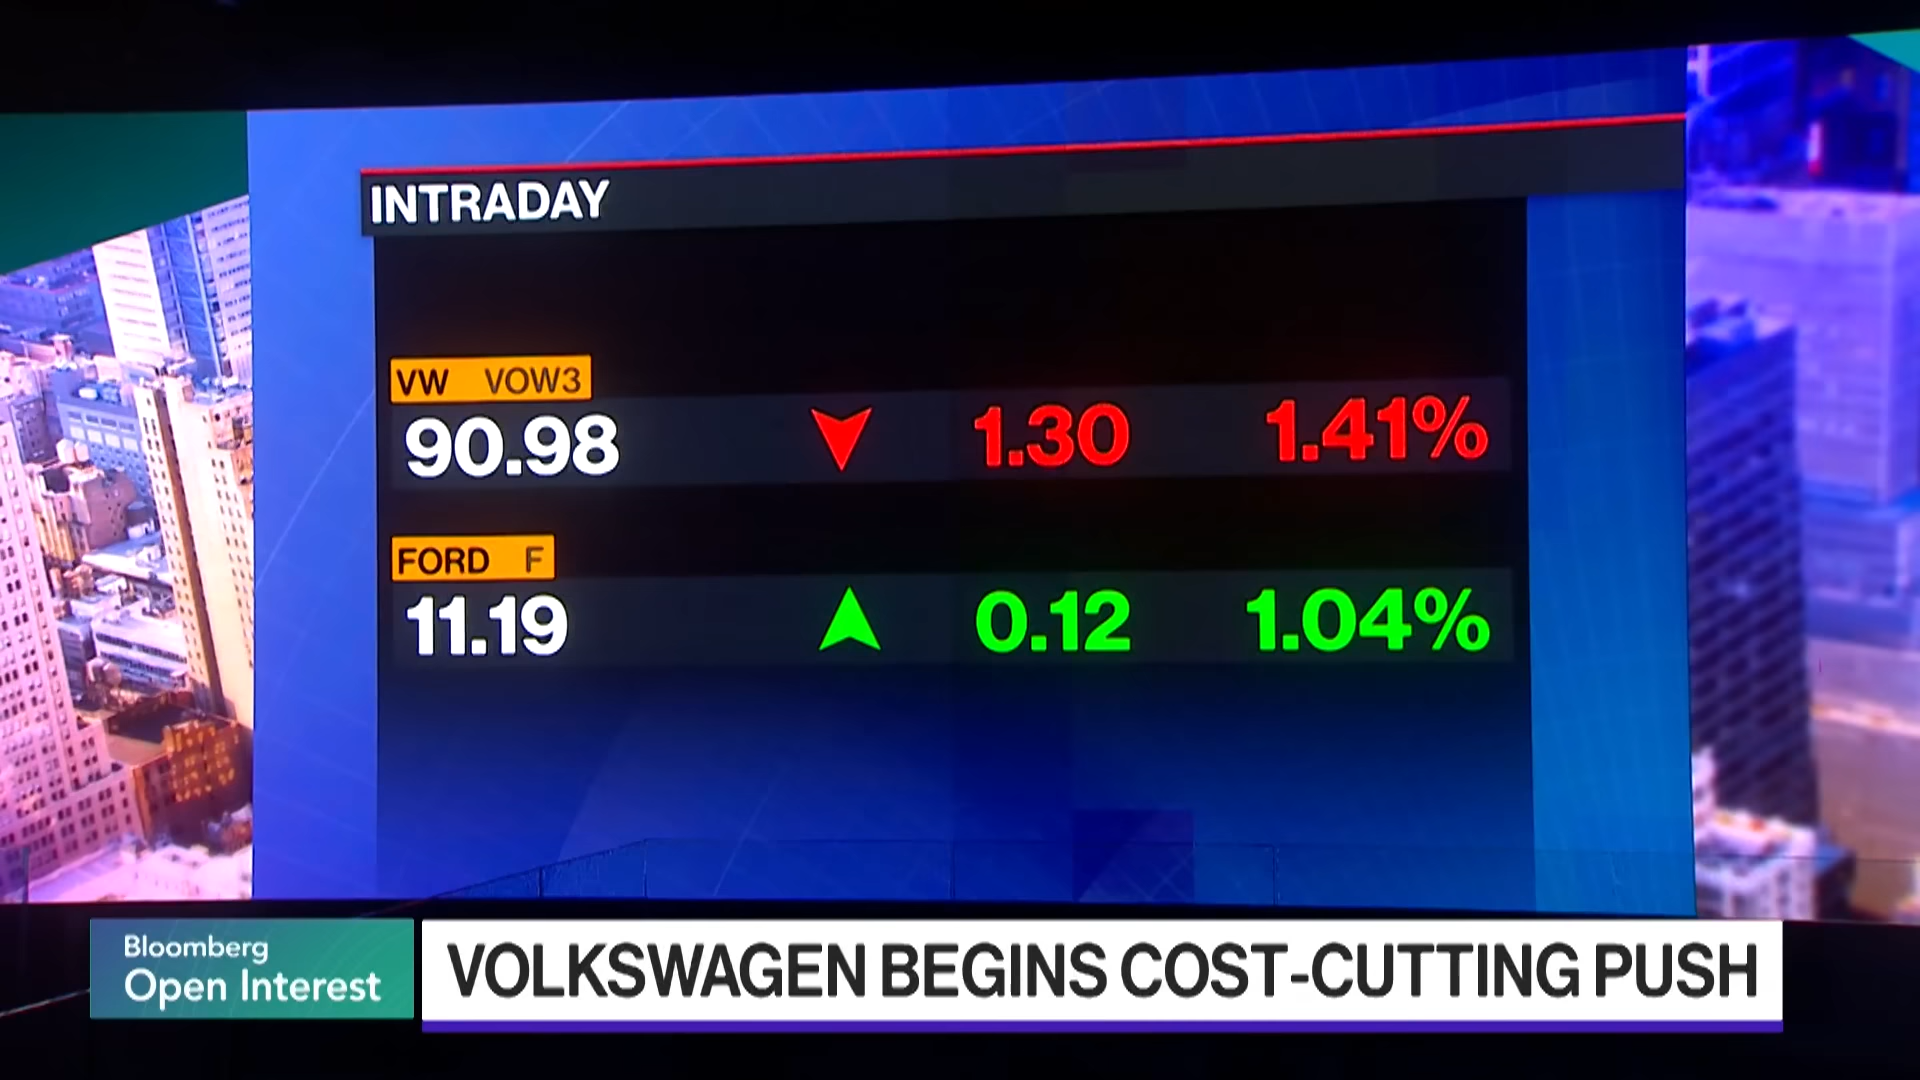 INTRADAY
VW VOW3
90.98 1.30 1.41%
FORD F
11.19 0.12 1.04%
Bloomberg
Open Interest
VOLKSWAGEN BEGINS COST-CUTTING PUSH